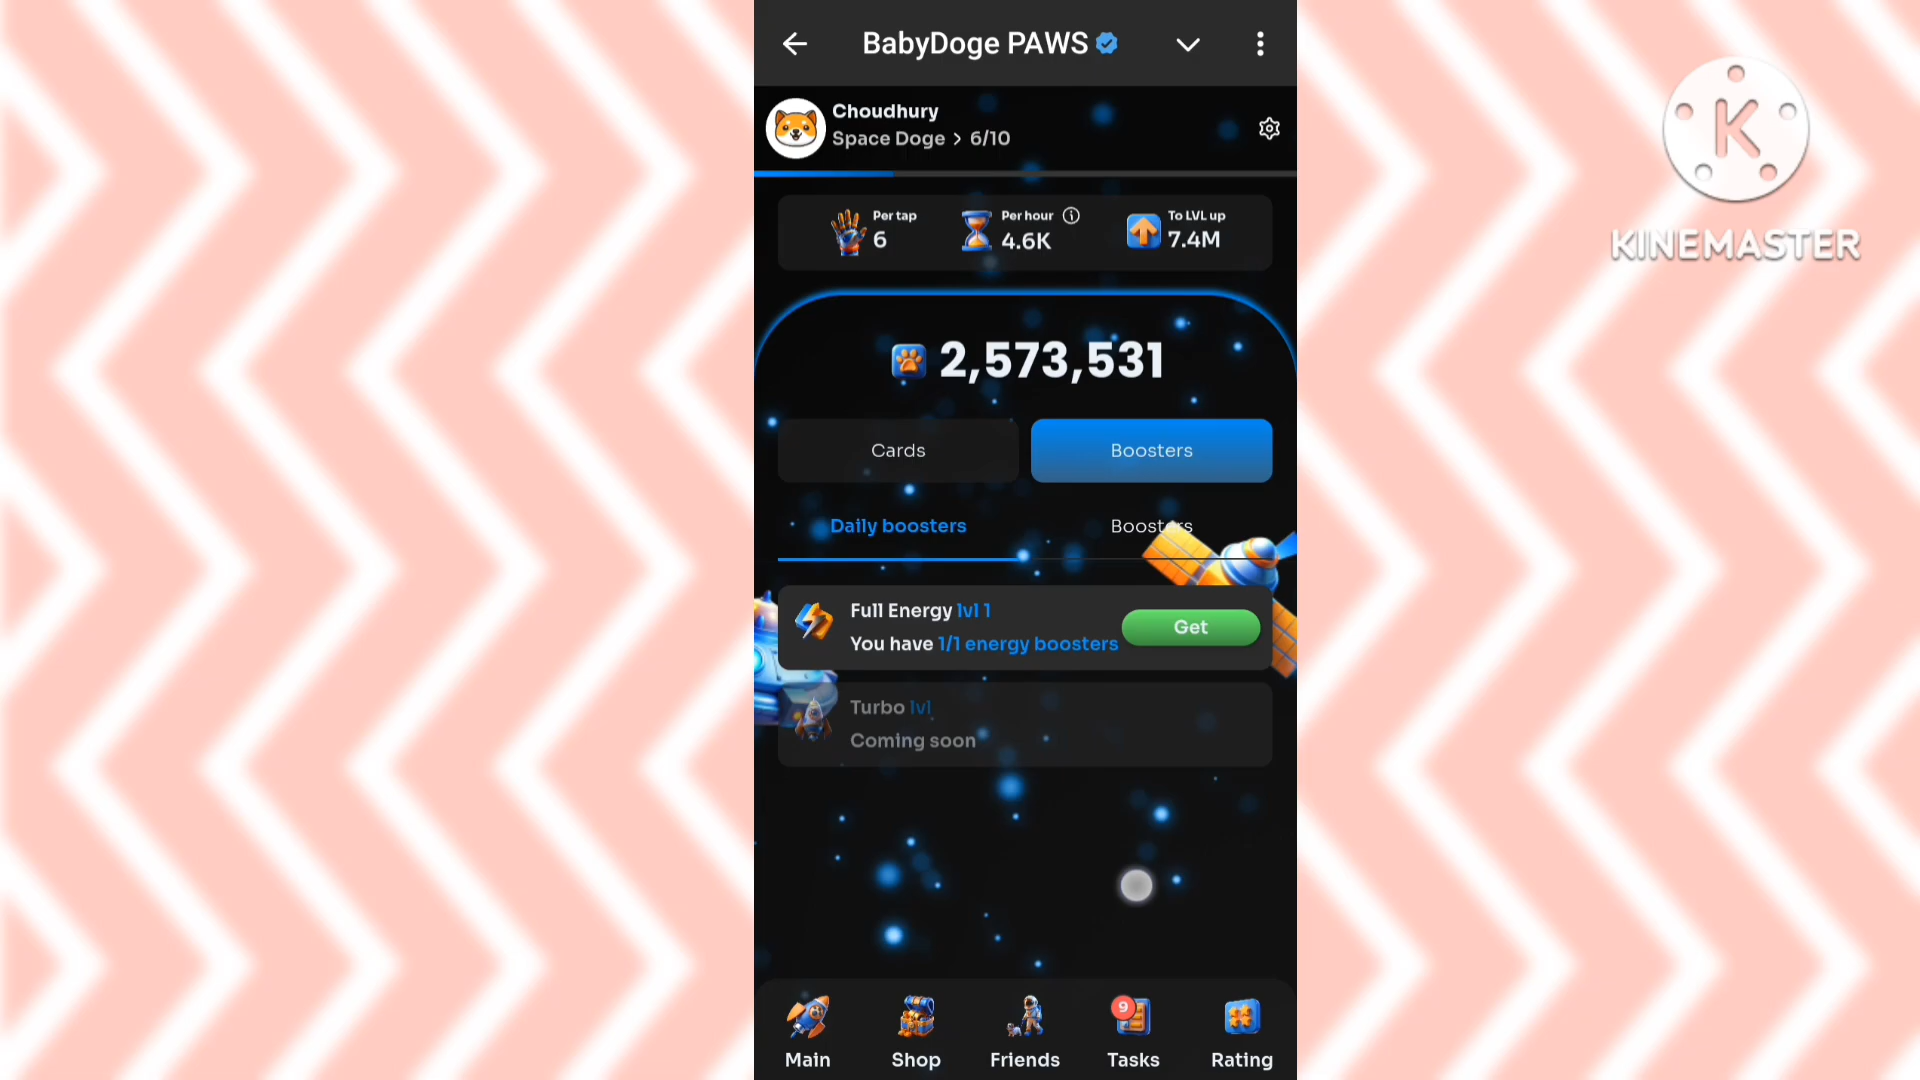 BabyDoge PAWS
K
KINEMASTER
Choudhury
Space Doge > 6/10
Per tap
6
Per hour
4.6K
To LVL up
7.4M
2,573,531
Cards
Boosters
Daily boosters
Boosters
Full Energy lvl 1
You have 1/1 energy boosters
Get
Turbo lvl
Coming soon
9
Main
Shop
Friends
Tasks
Rating